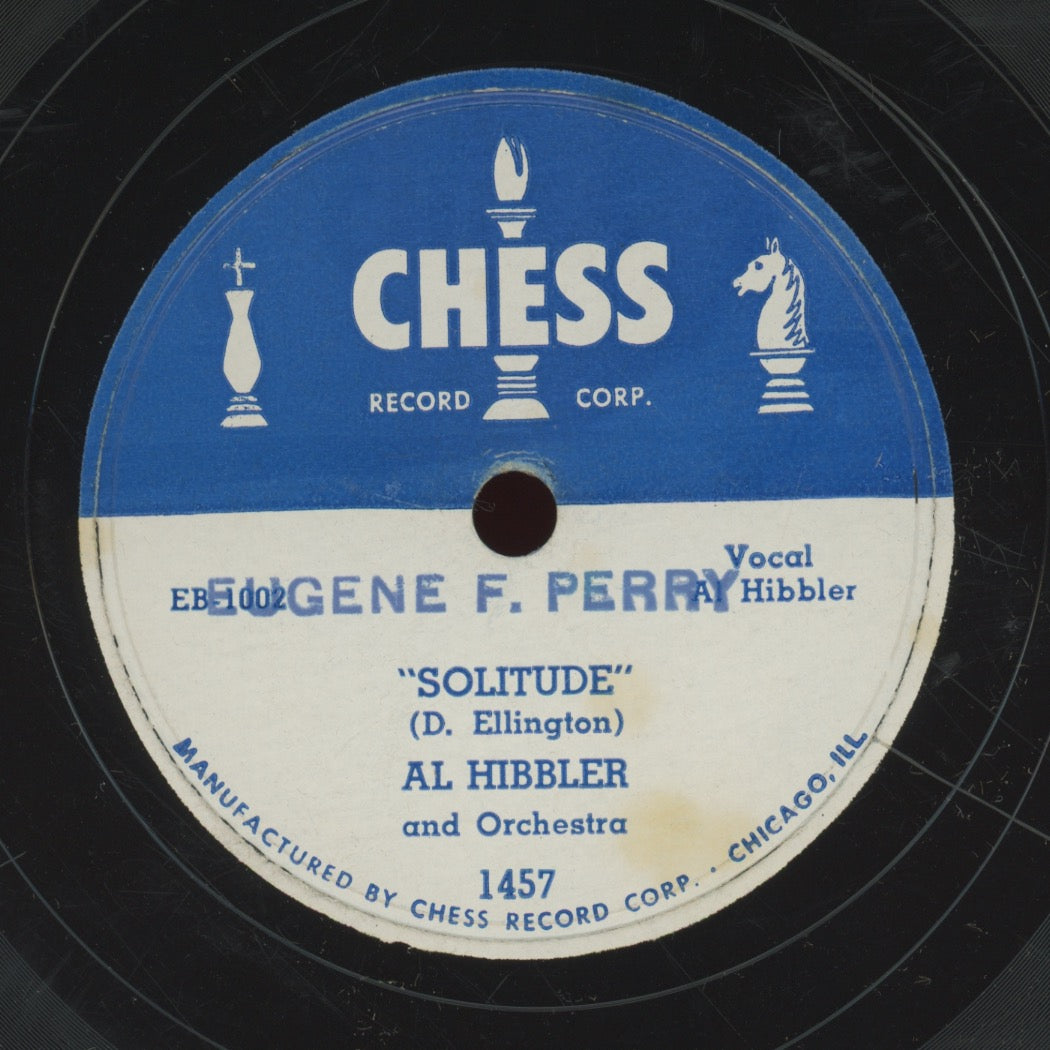 CHESS
RECORD CORP.
Vocal
EB-1002 Al Hibbler
EUGENE F. PERRY
"SOLITUDE"
(D. Ellington)
AL HIBBLER
and Orchestra
1457
MANUFACTURED BY CHESS RECORD CORP. · CHICAGO, ILL.